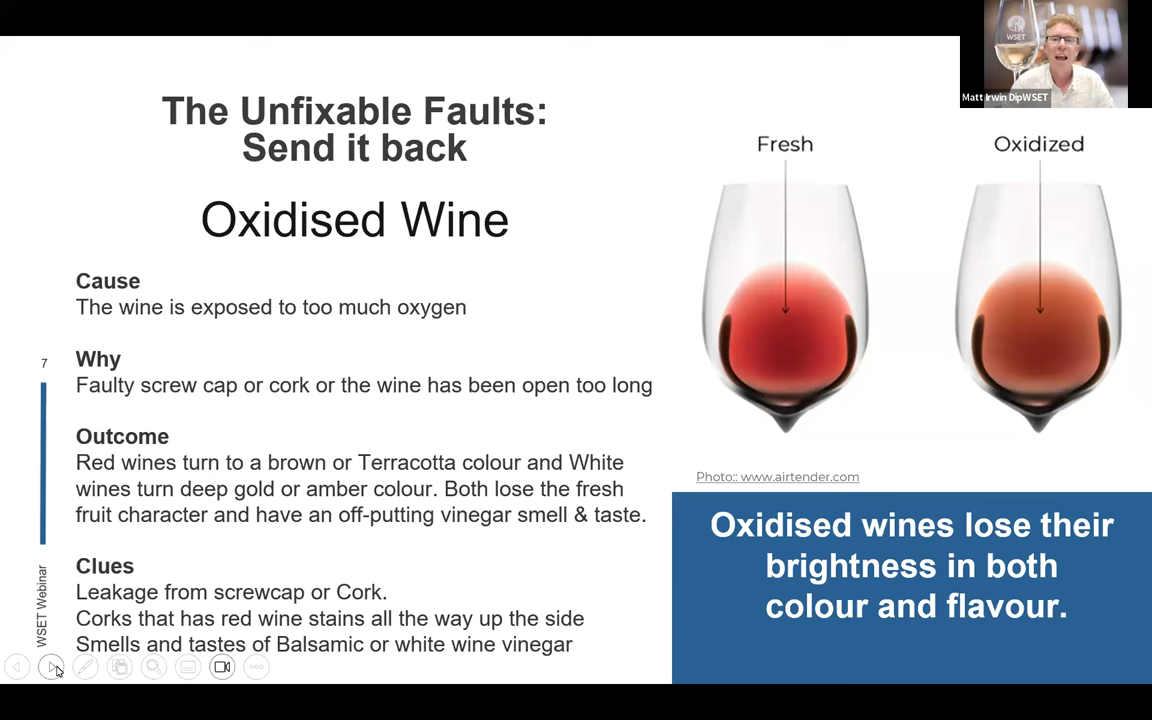 The Unfixable Faults:
Send it back
Oxidised Wine
Cause
The wine is exposed to too much oxygen
Why
Faulty screw cap or cork or the wine has been open too long
Outcome
Red wines turn to a brown or Terracotta colour and White
wines turn deep gold or amber colour. Both lose the fresh
fruit character and have an off-putting vinegar smell & taste.
Clues
Leakage from screwcap or Cork.
Corks that has red wine stains all the way up the side
Smells and tastes of Balsamic or white wine vinegar
7
WSET Webinar
WSET
Matt Irwin DipWSET
Fresh
Oxidized
Photo:: www.airtender.com
Oxidised wines lose their
brightness in both
colour and flavour.